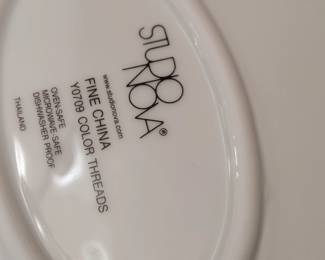 STUDIO
NOVA®
www.studionova.com
FINE CHINA
Y0709 COLOR THREADS
OVEN-SAFE
MICROWAVE SAFE
DISHWASHER PROOF
THAILAND